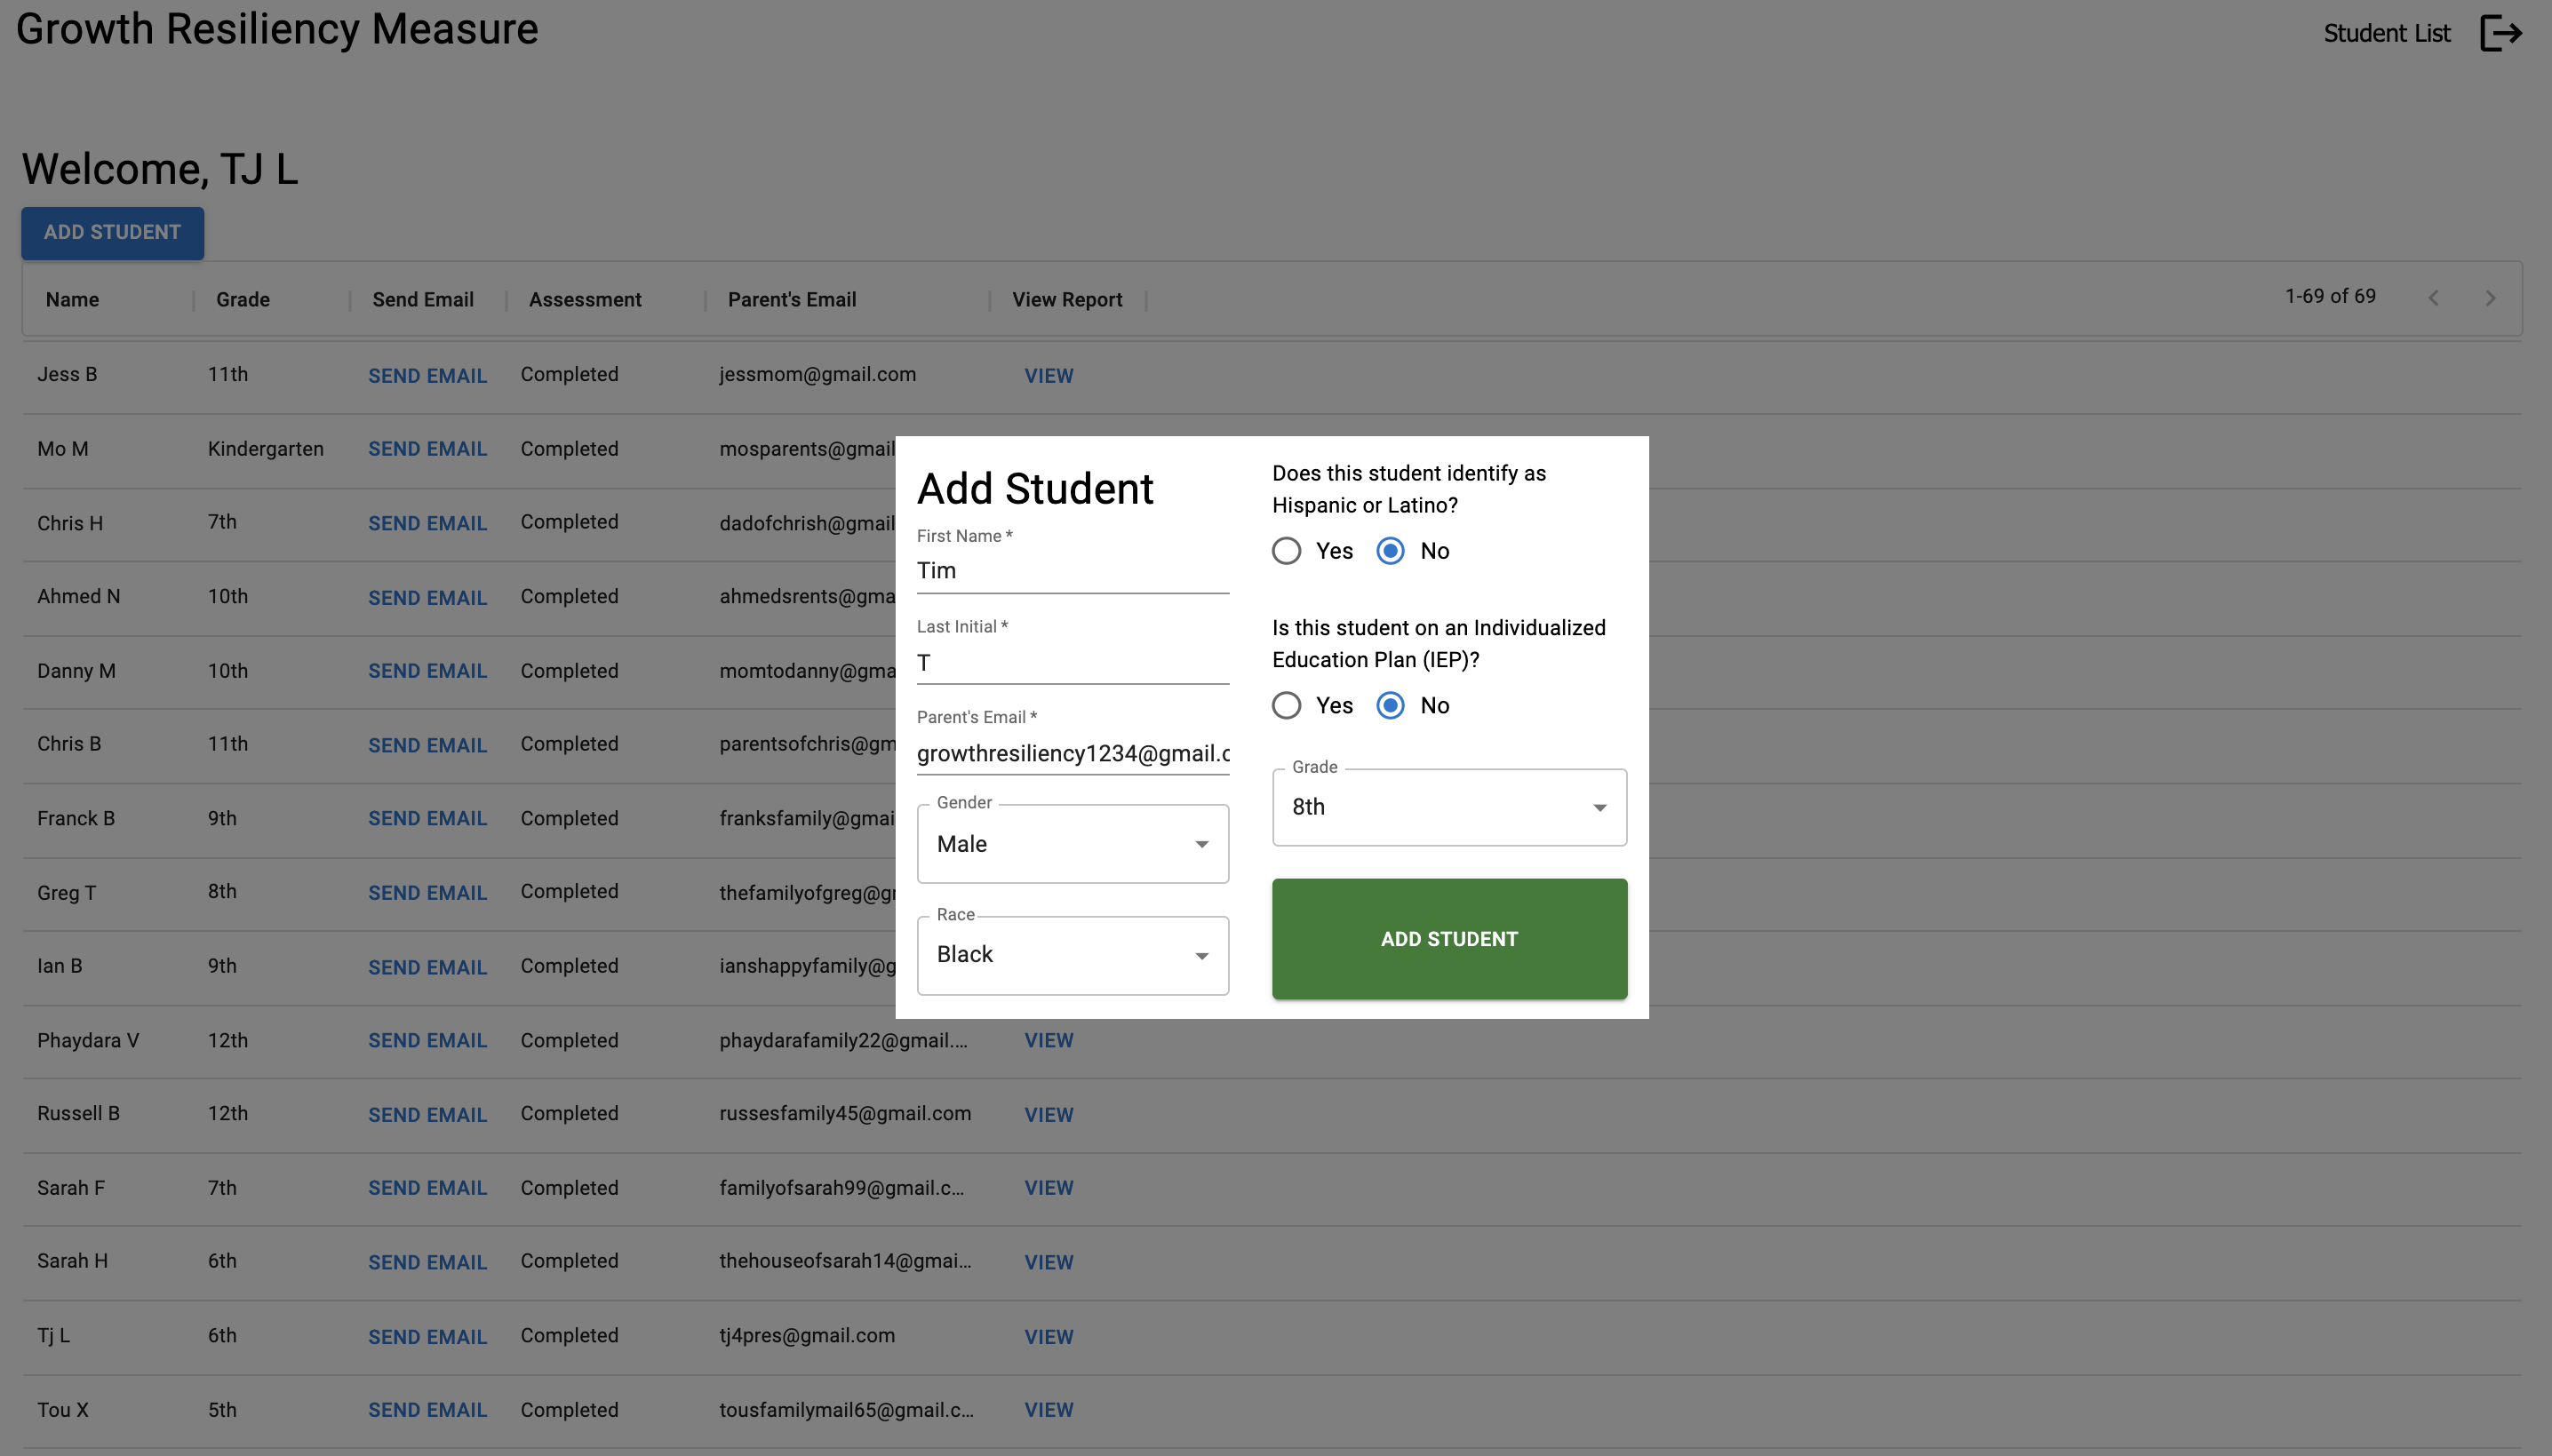 Growth Resiliency Measure
Student List
Welcome, TJ L
ADD STUDENT
Name Grade Send Email Assessment Parent's Email View Report 1-69 of 69
Jess B 11th SEND EMAIL Completed jessmom@gmail.com VIEW
Mo M Kindergarten SEND EMAIL Completed mosparents@gmail
Chris H 7th SEND EMAIL Completed dadofchrish@gmail
Ahmed N 10th SEND EMAIL Completed ahmedsrents@gma
Danny M 10th SEND EMAIL Completed momtodanny@gma
Chris B 11th SEND EMAIL Completed parentsofchris@gm
Franck B 9th SEND EMAIL Completed franksfamily@gmai
Greg T 8th SEND EMAIL Completed thefamilyofgreg@g
Ian B 9th SEND EMAIL Completed ianshappyfamily@g
Phaydara V 12th SEND EMAIL Completed phaydarafamily22@gmail.... VIEW
Russell B 12th SEND EMAIL Completed russesfamily45@gmail.com VIEW
Sarah F 7th SEND EMAIL Completed familyofsarah99@gmail.c... VIEW
Sarah H 6th SEND EMAIL Completed thehouseofsarah14@gmai... VIEW
Tj L 6th SEND EMAIL Completed tj4pres@gmail.com VIEW
Tou X 5th SEND EMAIL Completed tousfamilymail65@gmail.c... VIEW
Add Student
First Name *
Tim
Last Initial *
T
Parent's Email *
growthresiliency1234@gmail.c
Gender
Male
Race
Black
Does this student identify as
Hispanic or Latino?
Yes No
Is this student on an Individualized
Education Plan (IEP)?
Yes No
Grade
8th
ADD STUDENT